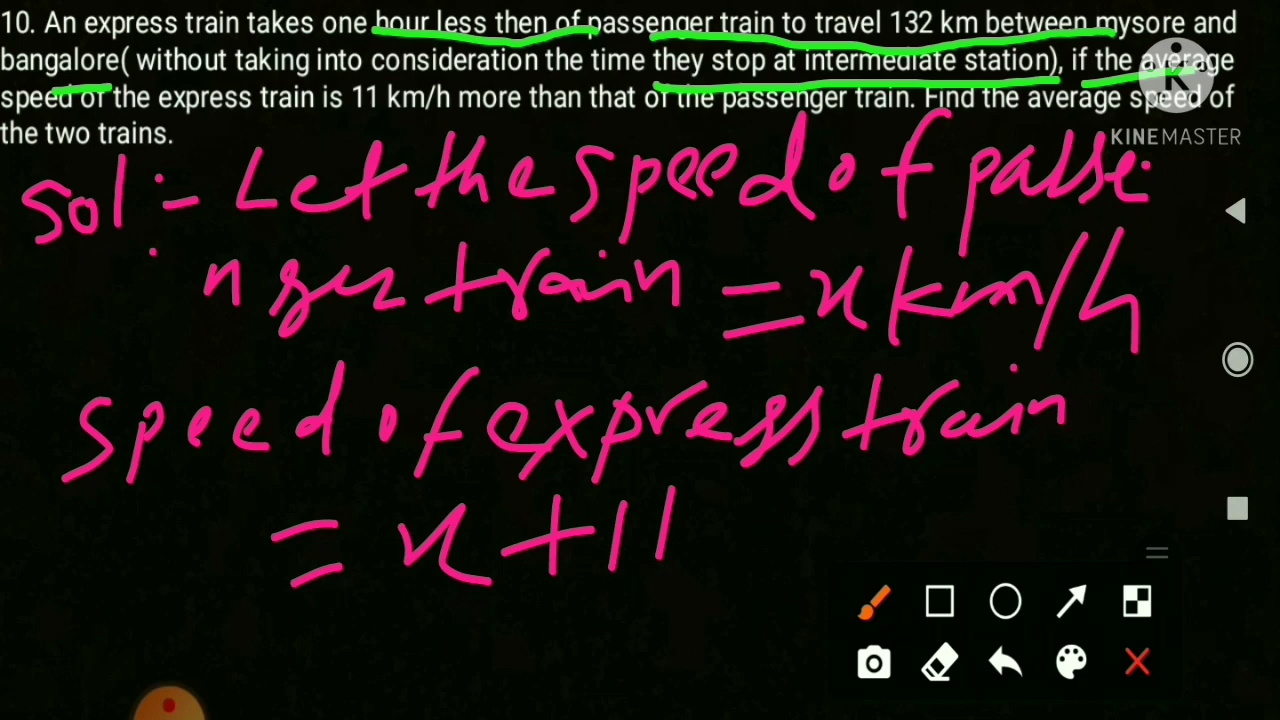 10. An express train takes one hour less then of passenger train to travel 132 km between mysore and
bangalore( without taking into consideration the time they stop at intermediate station), if the average
speed of the express train is 11 km/h more than that of the passenger train. Find the average speed of
the two trains.
K
KINEMASTER
Sol:- Let the speed of passe
nger train = x km/h
speed of express train
= x + 11